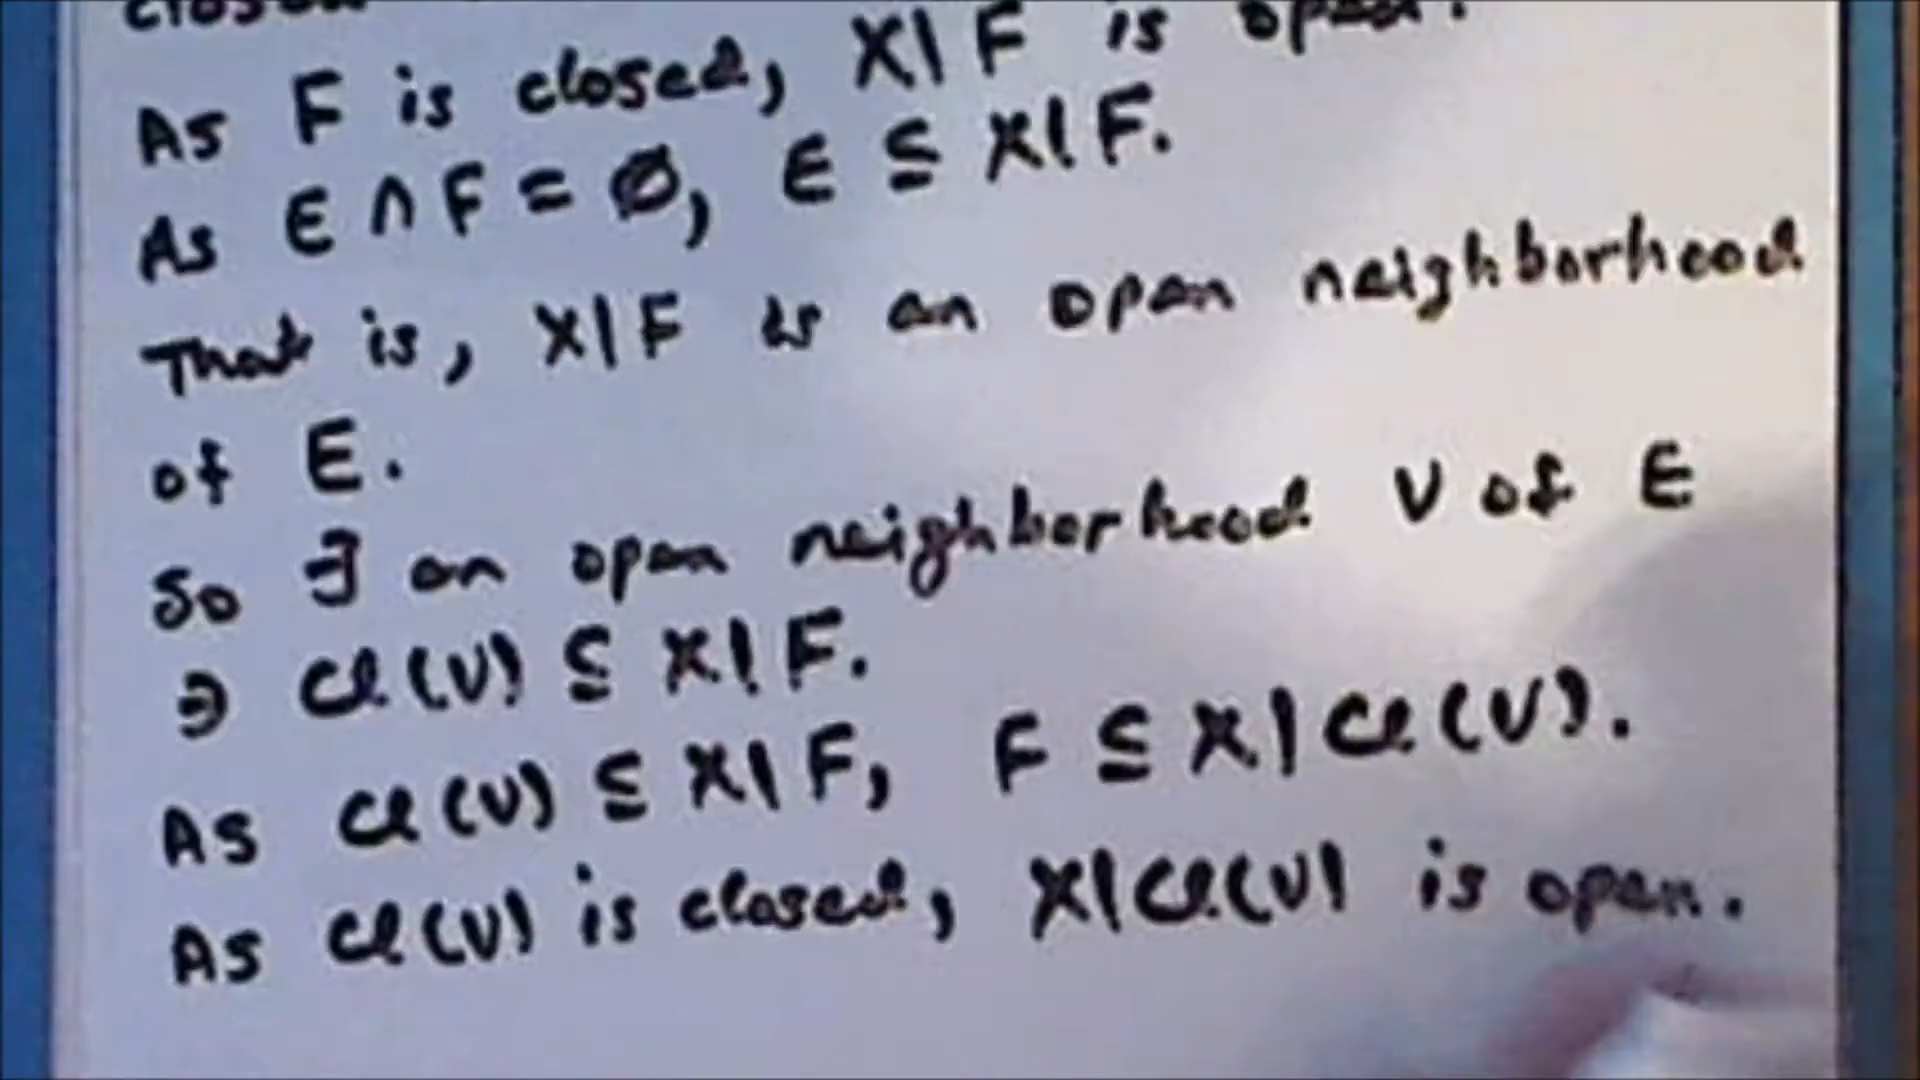 closed
As F is closed, X\F is open.
As E ∩ F = Ø, E ⊆ X\F.
That is, X\F is an open neighborhood
of E.
So ∃ an open neighborhood V of E
∋ Cl(V) ⊆ X\F.
As Cl(V) ⊆ X\F, F ⊆ X\Cl(V).
As Cl(V) is closed, X\Cl(V) is open.